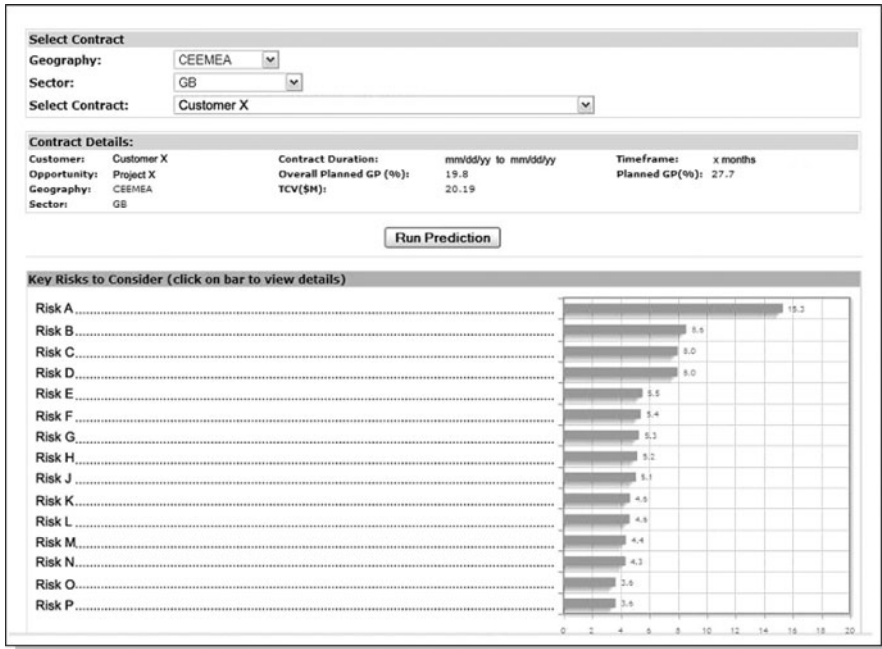 Select Contract
Geography: CEEMEA
Sector: GB
Select Contract: Customer X
Contract Details:
Customer: Customer X Contract Duration: mm/dd/yy to mm/dd/yy Timeframe: x months
Opportunity: Project X Overall Planned GP (%): 19.8 Planned GP(%): 27.7
Geography: CEEMEA TCV($M): 20.19
Sector: GB
Run Prediction
Key Risks to Consider (click on bar to view details)
Risk A 15.3
Risk B 8.6
Risk C 8.0
Risk D 8.0
Risk E 5.5
Risk F 5.4
Risk G 5.3
Risk H 5.2
Risk J 5.1
Risk K 4.6
Risk L 4.6
Risk M 4.4
Risk N 4.3
Risk O 3.6
Risk P 3.6
0 2 4 6 8 10 12 14 16 18 20